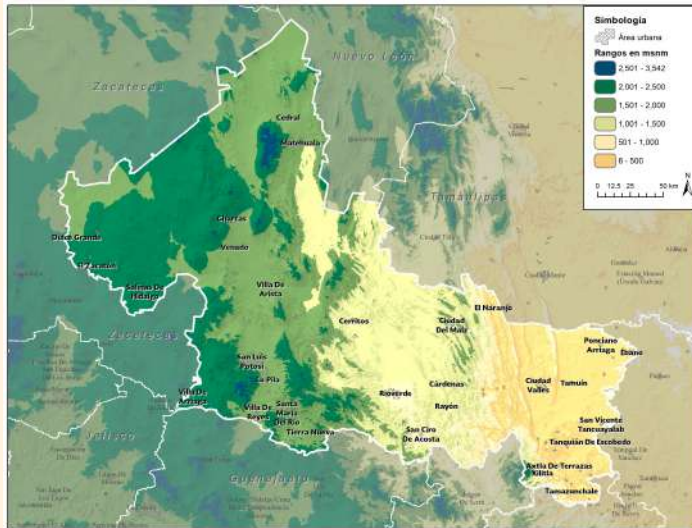 Simbología
Área urbana
Rangos en msnm
2,501 - 3,542
2,001 - 2,500
1,501 - 2,000
1,001 - 1,500
501 - 1,000
6 - 500
N
0 12.5 25 50 km
Nuevo León
Zacatecas
Cedral
Matehuala
Tamaulipas
Charcas
Dulce Grande
Venado
El Zacatón
Salinas De
Hidalgo
Villa De
Arista
El Naranjo
Cerritos
Ciudad
Del Maíz
Zacatecas
Ponciano
Arriaga
Ebano
San Luis
Potosí
La Pila
Ciudad
Valles
Tamuín
Cárdenas
Rioverde
Villa De
Arriaga
Villa De
Reyes
Santa
María
Del Río
Rayón
San Vicente
Tancuayalab
Tierra Nueva
San Ciro
De Acosta
Tanquián De Escobedo
Jalisco
Axtla De Terrazas
Xilitla
Guanajuato
Tamazunchale